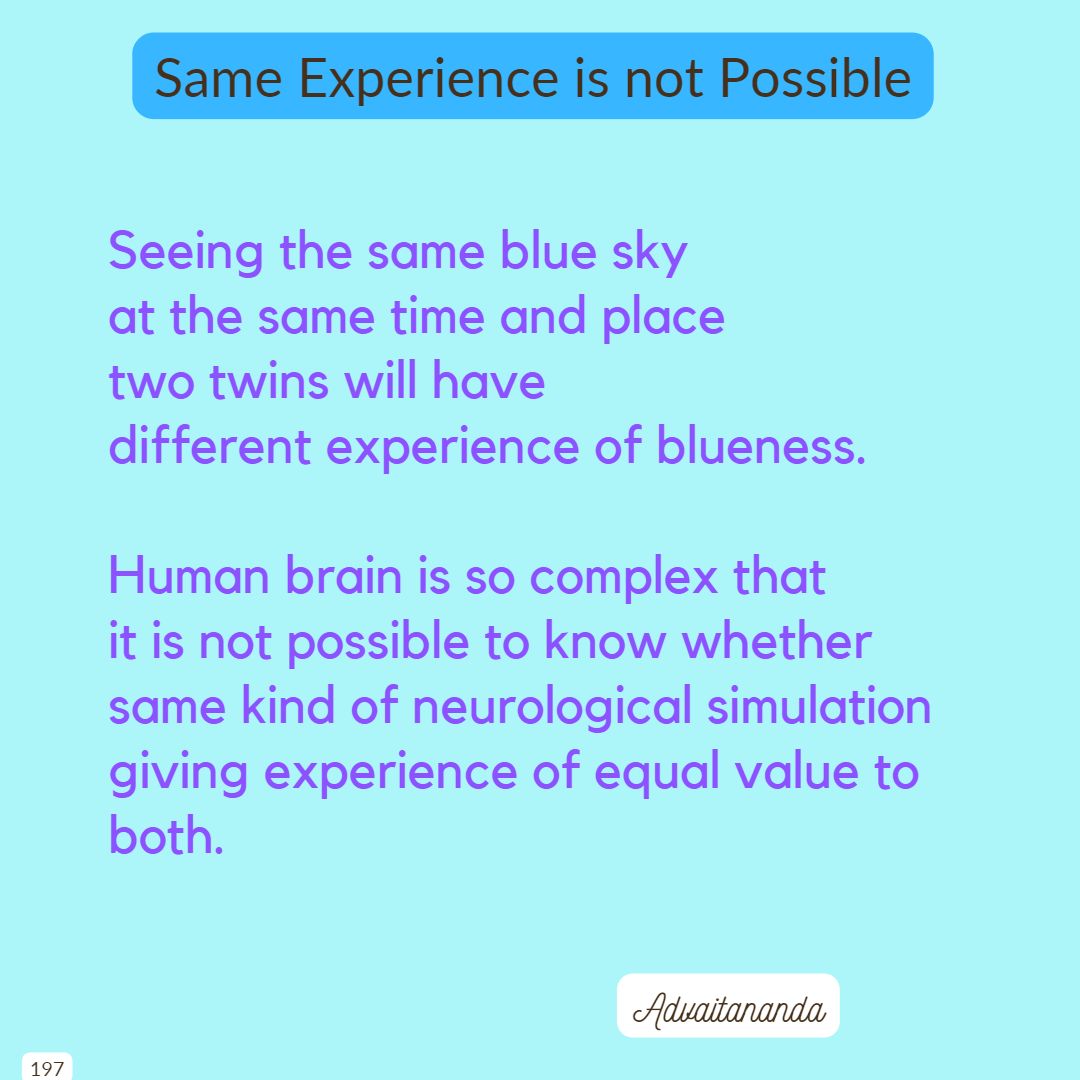 Same Experience is not Possible
Seeing the same blue sky
at the same time and place
two twins will have
different experience of blueness.
Human brain is so complex that
it is not possible to know whether
same kind of neurological simulation
giving experience of equal value to
both.
Advaitananda
197